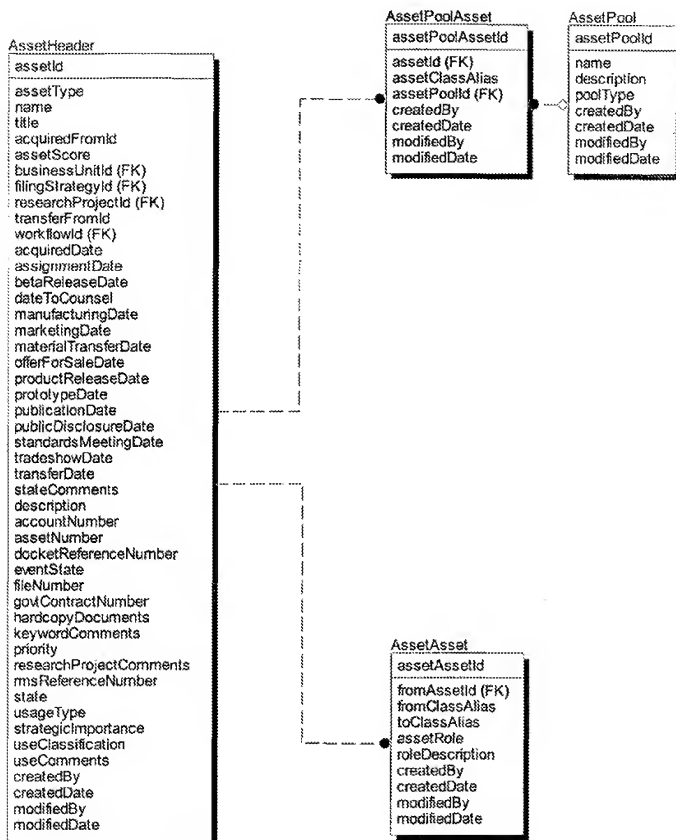 AssetHeader
assetId
assetType
name
title
acquiredFromId
assetScore
businessUnitId (FK)
filingStrategyId (FK)
researchProjectId (FK)
transferFromId
workflowId (FK)
acquiredDate
assignmentDate
betaReleaseDate
dateToCounsel
manufacturingDate
marketingDate
materialTransferDate
offerForSaleDate
productReleaseDate
prototypeDate
publicationDate
publicDisclosureDate
standardsMeetingDate
tradeshowDate
transferDate
stateComments
description
accountNumber
assetNumber
docketReferenceNumber
eventState
fileNumber
govtContractNumber
hardcopyDocuments
keywordComments
priority
researchProjectComments
rmsReferenceNumber
state
usageType
strategicImportance
useClassification
useComments
createdBy
createdDate
modifiedBy
modifiedDate
AssetPoolAsset
assetPoolAssetId
assetId (FK)
assetClassAlias
assetPoolId (FK)
createdBy
createdDate
modifiedBy
modifiedDate
AssetPool
assetPoolId
name
description
poolType
createdBy
createdDate
modifiedBy
modifiedDate
AssetAsset
assetAssetId
fromAssetId (FK)
fromClassAlias
toClassAlias
assetRole
roleDescription
createdBy
createdDate
modifiedBy
modifiedDate